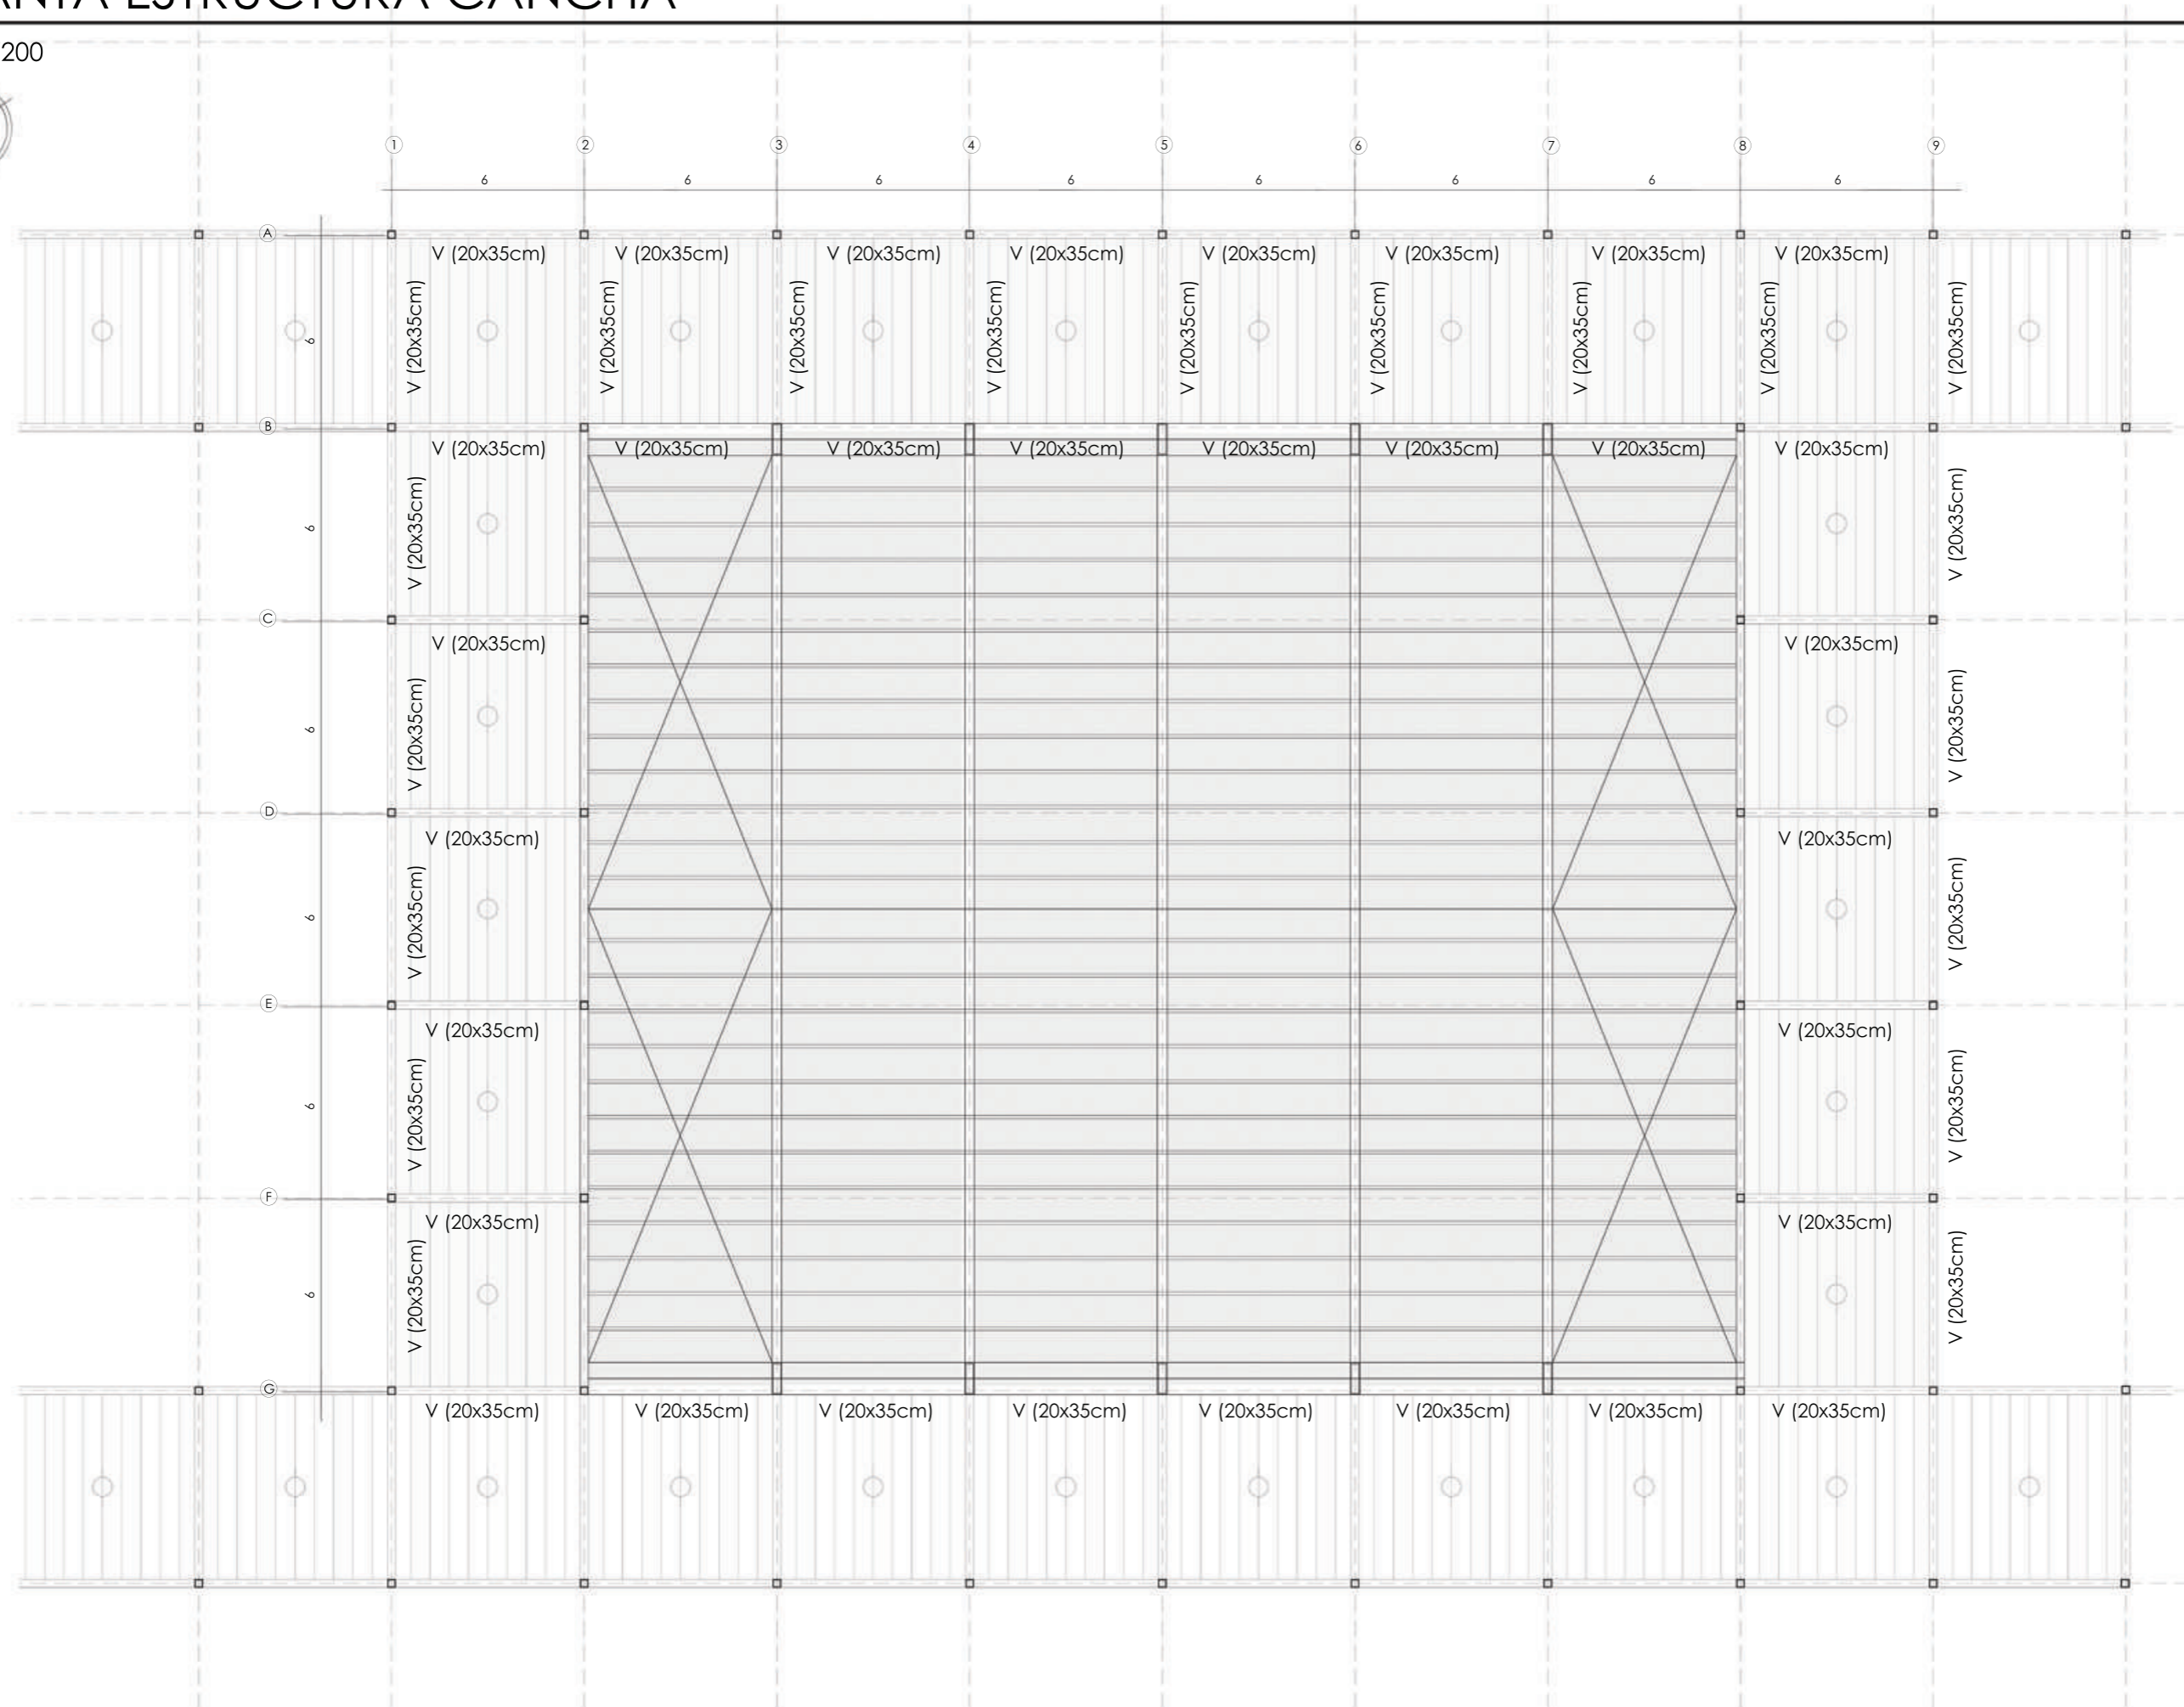 ANTA ESTRUCTURA CANCHA
200
1 2 3 4 5 6 7 8 9
6 6 6 6 6 6 6 6
A
V (20x35cm) V (20x35cm) V (20x35cm) V (20x35cm) V (20x35cm) V (20x35cm) V (20x35cm) V (20x35cm)
6 V (20x35cm) V (20x35cm) V (20x35cm) V (20x35cm) V (20x35cm) V (20x35cm) V (20x35cm) V (20x35cm) V (20x35cm)
B
V (20x35cm) V (20x35cm) V (20x35cm) V (20x35cm) V (20x35cm) V (20x35cm) V (20x35cm) V (20x35cm)
6 V (20x35cm) V (20x35cm)
C
V (20x35cm) V (20x35cm)
6 V (20x35cm) V (20x35cm)
D
V (20x35cm) V (20x35cm)
6 V (20x35cm) V (20x35cm)
E
V (20x35cm) V (20x35cm)
6 V (20x35cm) V (20x35cm)
F
V (20x35cm) V (20x35cm)
6 V (20x35cm) V (20x35cm)
G
V (20x35cm) V (20x35cm) V (20x35cm) V (20x35cm) V (20x35cm) V (20x35cm) V (20x35cm) V (20x35cm)